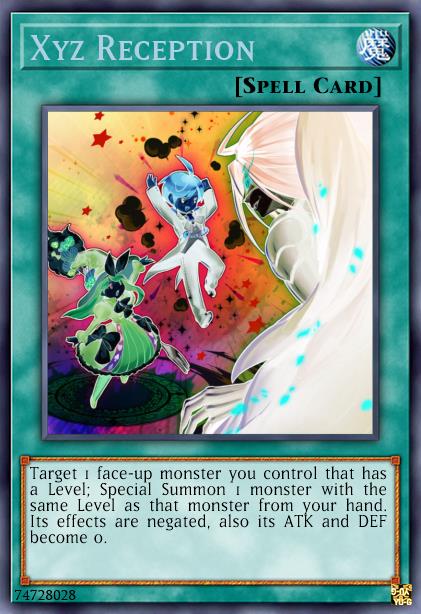 Xyz Reception
魔
[Spell Card]
Target 1 face-up monster you control that has
a Level; Special Summon 1 monster with the
same Level as that monster from your hand.
Its effects are negated, also its ATK and DEF
become 0.
74728028